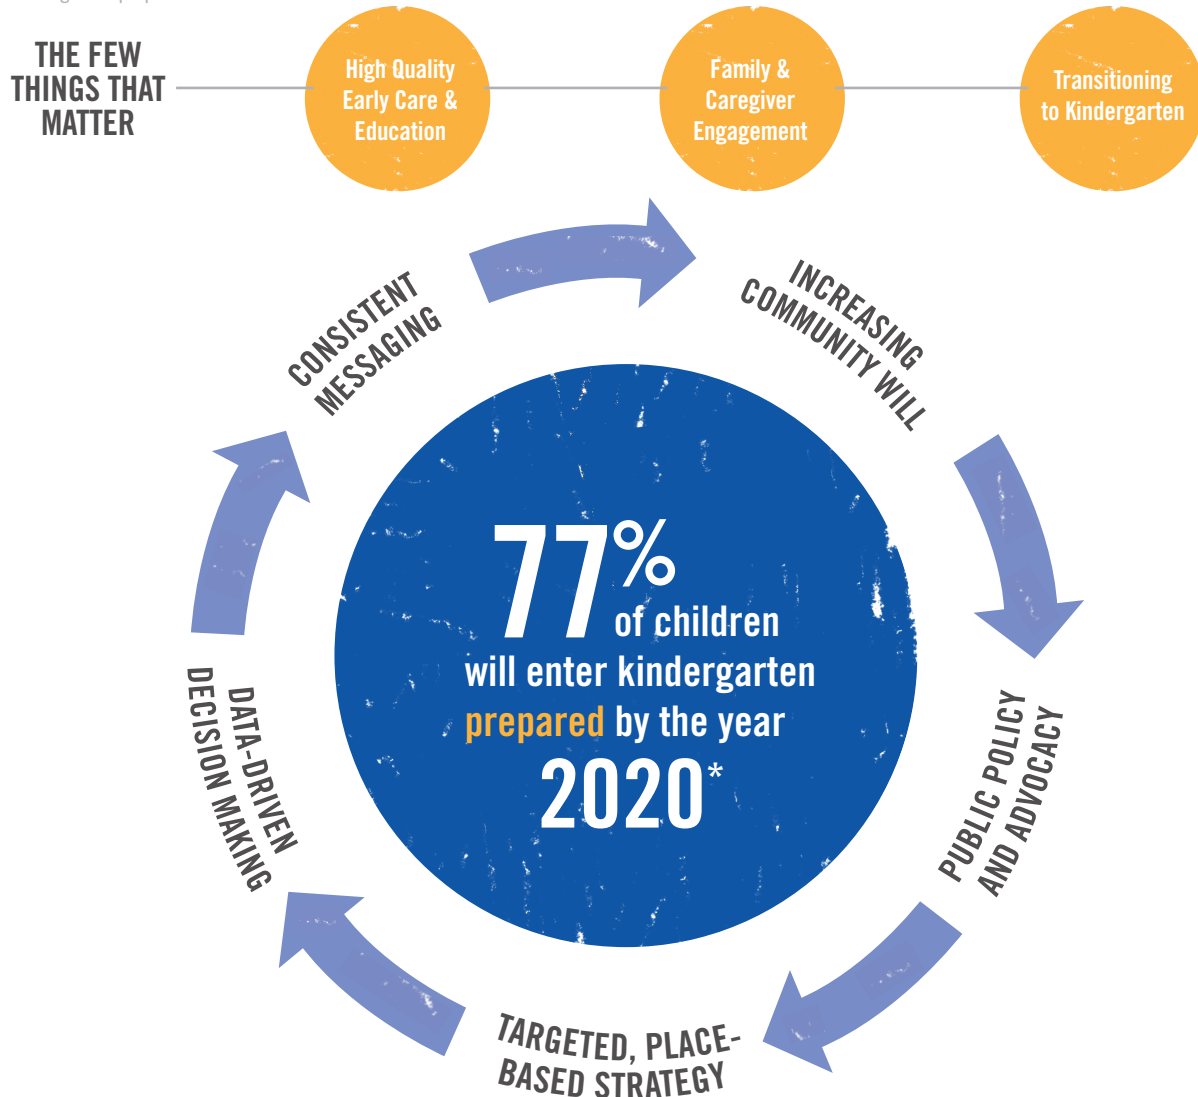 THE FEW
THINGS THAT
MATTER
High Quality
Early Care &
Education
Family &
Caregiver
Engagement
Transitioning
to Kindergarten
CONSISTENT
MESSAGING
INCREASING
COMMUNITY WILL
PUBLIC POLICY
AND ADVOCACY
TARGETED, PLACE-
BASED STRATEGY
DATA-DRIVEN
DECISION MAKING
77%
of children
will enter kindergarten
prepared by the year
2020*